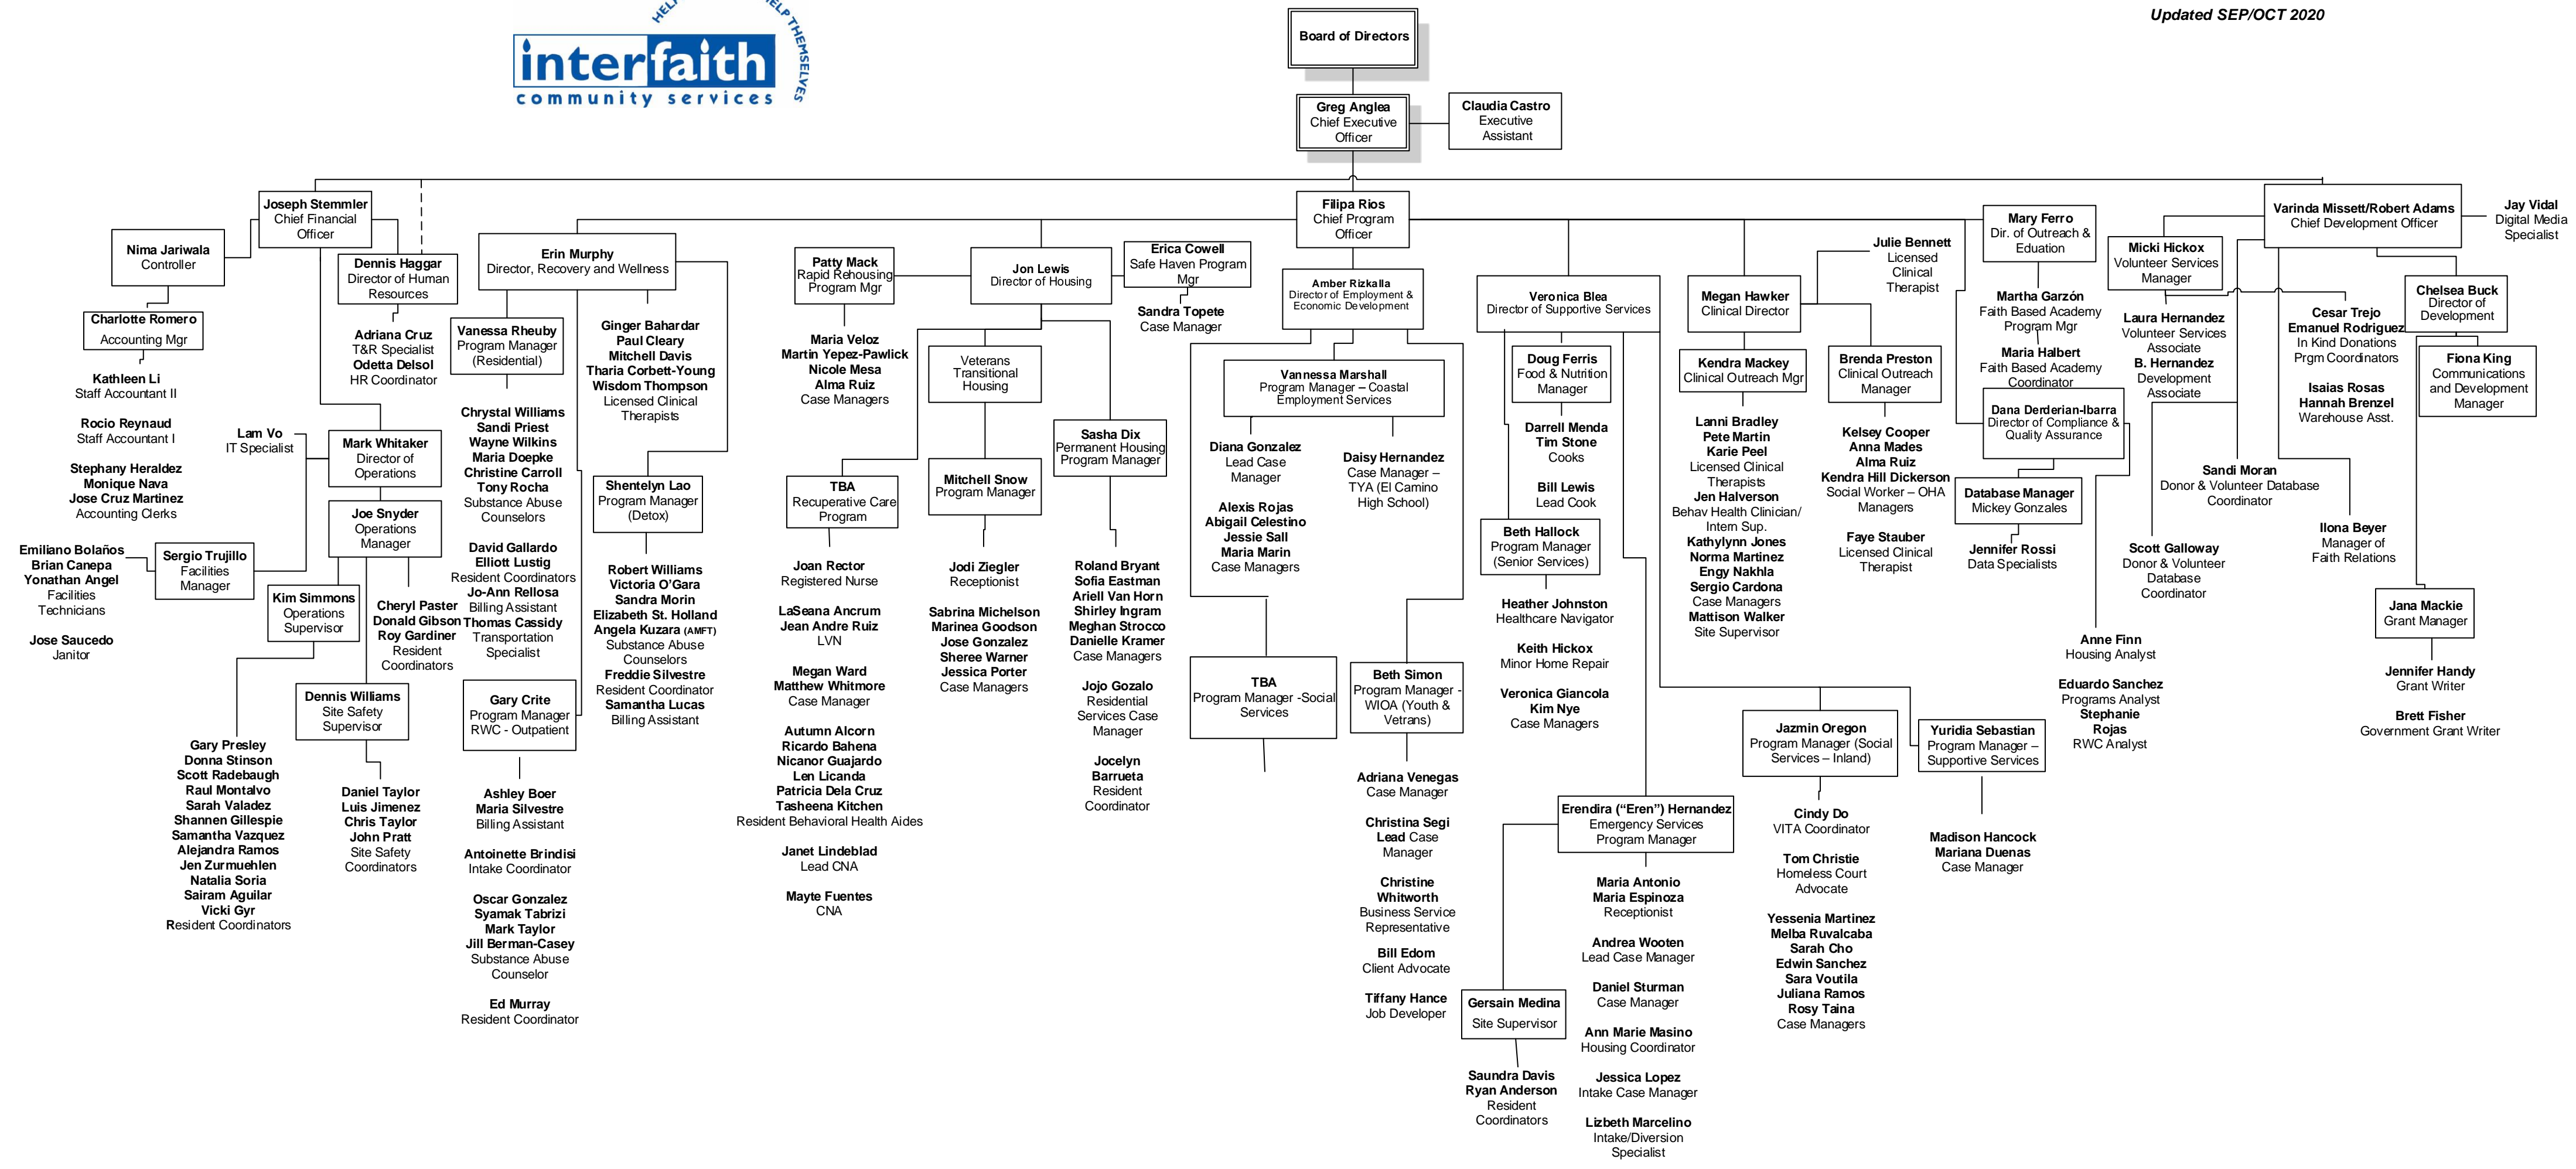 HELP
HELP THEMSELVES
interfaith
community services
Updated SEP/OCT 2020
Board of Directors
Greg Anglea
Chief Executive
Officer
Claudia Castro
Executive
Assistant
Joseph Stemmler
Chief Financial
Officer
Nima Jariwala
Controller
Charlotte Romero
Accounting Mgr
Kathleen Li
Staff Accountant II
Rocio Reynaud
Staff Accountant I
Stephany Heraldez
Monique Nava
Jose Cruz Martinez
Accounting Clerks
Dennis Haggar
Director of Human
Resources
Adriana Cruz
T&R Specialist
Odetta Delsol
HR Coordinator
Lam Vo
IT Specialist
Mark Whitaker
Director of
Operations
Joe Snyder
Operations
Manager
Sergio Trujillo
Facilities
Manager
Emiliano Bolaños
Brian Canepa
Yonathan Angel
Facilities
Technicians
Jose Saucedo
Janitor
Kim Simmons
Operations
Supervisor
Cheryl Paster
Donald Gibson
Roy Gardiner
Resident
Coordinators
Dennis Williams
Site Safety
Supervisor
Gary Presley
Donna Stinson
Scott Radebaugh
Raul Montalvo
Sarah Valadez
Shannen Gillespie
Samantha Vazquez
Alejandra Ramos
Jen Zurmuehlen
Natalia Soria
Sairam Aguilar
Vicki Gyr
Resident Coordinators
Daniel Taylor
Luis Jimenez
Chris Taylor
John Pratt
Site Safety
Coordinators
Filipa Rios
Chief Program
Officer
Erin Murphy
Director, Recovery and Wellness
Vanessa Rheuby
Program Manager
(Residential)
Chrystal Williams
Sandi Priest
Wayne Wilkins
Maria Doepke
Christine Carroll
Tony Rocha
Substance Abuse
Counselors
David Gallardo
Elliott Lustig
Resident Coordinators
Jo-Ann Rellosa
Billing Assistant
Thomas Cassidy
Transportation
Specialist
Gary Crite
Program Manager
RWC - Outpatient
Ashley Boer
Maria Silvestre
Billing Assistant
Antoinette Brindisi
Intake Coordinator
Oscar Gonzalez
Syamak Tabrizi
Mark Taylor
Jill Berman-Casey
Substance Abuse
Counselor
Ed Murray
Resident Coordinator
Ginger Bahardar
Paul Cleary
Mitchell Davis
Tharia Corbett-Young
Wisdom Thompson
Licensed Clinical
Therapists
Shentelyn Lao
Program Manager
(Detox)
Robert Williams
Victoria O'Gara
Sandra Morin
Elizabeth St. Holland
Angela Kuzara (AMFT)
Substance Abuse
Counselors
Freddie Silvestre
Resident Coordinator
Samantha Lucas
Billing Assistant
Patty Mack
Rapid Rehousing
Program Mgr
Maria Veloz
Martin Yepez-Pawlick
Nicole Mesa
Alma Ruiz
Case Managers
Jon Lewis
Director of Housing
Erica Cowell
Safe Haven Program
Mgr
Sandra Topete
Case Manager
TBA
Recuperative Care
Program
Joan Rector
Registered Nurse
LaSeana Ancrum
Jean Andre Ruiz
LVN
Megan Ward
Matthew Whitmore
Case Manager
Autumn Alcorn
Ricardo Bahena
Nicanor Guajardo
Len Licanda
Patricia Dela Cruz
Tasheena Kitchen
Resident Behavioral Health Aides
Janet Lindeblad
Lead CNA
Mayte Fuentes
CNA
Veterans
Transitional
Housing
Mitchell Snow
Program Manager
Jodi Ziegler
Receptionist
Sabrina Michelson
Marinea Goodson
Jose Gonzalez
Sheree Warner
Jessica Porter
Case Managers
Sasha Dix
Permanent Housing
Program Manager
Roland Bryant
Sofia Eastman
Ariell Van Horn
Shirley Ingram
Meghan Strocco
Danielle Kramer
Case Managers
Jojo Gozalo
Residential
Services Case
Manager
Jocelyn
Barrueta
Resident
Coordinator
Amber Rizkalla
Director of Employment &
Economic Development
Vannessa Marshall
Program Manager – Coastal
Employment Services
Diana Gonzalez
Lead Case
Manager
Alexis Rojas
Abigail Celestino
Jessie Sall
Maria Marin
Case Managers
Daisy Hernandez
Case Manager –
TYA (El Camino
High School)
TBA
Program Manager -Social
Services
Beth Simon
Program Manager -
WIOA (Youth &
Vetrans)
Adriana Venegas
Case Manager
Christina Segi
Lead Case
Manager
Christine
Whitworth
Business Service
Representative
Bill Edom
Client Advocate
Tiffany Hance
Job Developer
Veronica Blea
Director of Supportive Services
Doug Ferris
Food & Nutrition
Manager
Darrell Menda
Tim Stone
Cooks
Bill Lewis
Lead Cook
Beth Hallock
Program Manager
(Senior Services)
Heather Johnston
Healthcare Navigator
Keith Hickox
Minor Home Repair
Veronica Giancola
Kim Nye
Case Managers
Erendira (“Eren”) Hernandez
Emergency Services
Program Manager
Gersain Medina
Site Supervisor
Saundra Davis
Ryan Anderson
Resident
Coordinators
Maria Antonio
Maria Espinoza
Receptionist
Andrea Wooten
Lead Case Manager
Daniel Sturman
Case Manager
Ann Marie Masino
Housing Coordinator
Jessica Lopez
Intake Case Manager
Lizbeth Marcelino
Intake/Diversion
Specialist
Jazmin Oregon
Program Manager (Social
Services – Inland)
Cindy Do
VITA Coordinator
Tom Christie
Homeless Court
Advocate
Yessenia Martinez
Melba Ruvalcaba
Sarah Cho
Edwin Sanchez
Sara Voutila
Juliana Ramos
Rosy Taina
Case Managers
Yuridia Sebastian
Program Manager –
Supportive Services
Madison Hancock
Mariana Duenas
Case Manager
Megan Hawker
Clinical Director
Julie Bennett
Licensed
Clinical
Therapist
Kendra Mackey
Clinical Outreach Mgr
Lanni Bradley
Pete Martin
Karie Peel
Licensed Clinical
Therapists
Jen Halverson
Behav Health Clinician/
Intern Sup.
Kathylynn Jones
Norma Martinez
Engy Nakhla
Sergio Cardona
Case Managers
Mattison Walker
Site Supervisor
Brenda Preston
Clinical Outreach
Manager
Kelsey Cooper
Anna Mades
Alma Ruiz
Kendra Hill Dickerson
Social Worker – OHA
Managers
Faye Stauber
Licensed Clinical
Therapist
Mary Ferro
Dir. of Outreach &
Eduation
Martha Garzón
Faith Based Academy
Program Mgr
Maria Halbert
Faith Based Academy
Coordinator
Dana Derderian-Ibarra
Director of Compliance &
Quality Assurance
Database Manager
Mickey Gonzales
Jennifer Rossi
Data Specialists
Anne Finn
Housing Analyst
Eduardo Sanchez
Programs Analyst
Stephanie
Rojas
RWC Analyst
Varinda Missett/Robert Adams
Chief Development Officer
Jay Vidal
Digital Media
Specialist
Micki Hickox
Volunteer Services
Manager
Laura Hernandez
Volunteer Services
Associate
B. Hernandez
Development
Associate
Cesar Trejo
Emanuel Rodriguez
In Kind Donations
Prgm Coordinators
Isaias Rosas
Hannah Brenzel
Warehouse Asst.
Chelsea Buck
Director of
Development
Fiona King
Communications
and Development
Manager
Sandi Moran
Donor & Volunteer Database
Coordinator
Scott Galloway
Donor & Volunteer
Database
Coordinator
Ilona Beyer
Manager of
Faith Relations
Jana Mackie
Grant Manager
Jennifer Handy
Grant Writer
Brett Fisher
Government Grant Writer